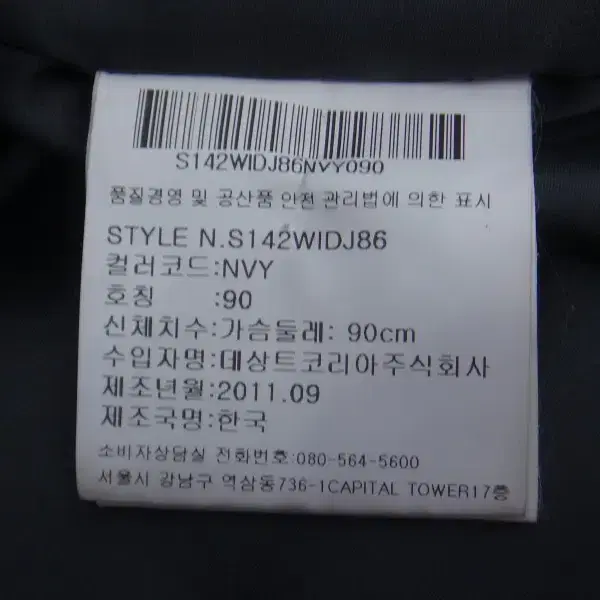 S142WIDJ86NVY090
품질경영 및 공산품 안전 관리법에 의한 표시
STYLE N.S142WIDJ86
컬러코드:NVY
호칭 :90
신체치수:가슴둘레: 90cm
수입자명:데상트코리아주식회사
제조년월:2011.09
제조국명:한국
소비자상담실 전화번호:080-564-5600
서울시 강남구 역삼동736-1CAPITAL TOWER17층